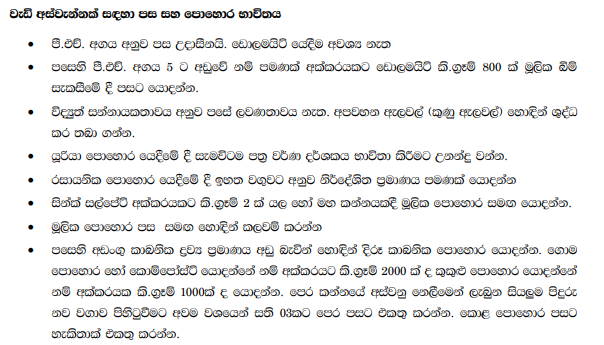 වැඩි අස්වැන්නක් සඳහා පස සහ පොහොර භාවිතය
• පී.එච්. අගය අනුව පස උදාසීනයි. ඩොලමයිට් යෙදීම අවශ්‍ය නැත
• පසෙහි පී.එච්. අගය 5 ට අඩුවේ නම් පමණක් අක්කරයකට ඩොලමයිට් කි.ග්‍රෑම් 800 ක් මූලික බිම්
සැකසීමේ දී පසට යොදන්න.
• විද්‍යුත් සන්නායකතාවය අනුව පසේ ලවණතාවය නැත. අපවහන ඇලවල් (කුණු ඇලවල්) හොඳින් ශුද්ධ
කර තබා ගන්න.
• යූරියා පොහොර යෙදීමේ දී සැමවිටම පත්‍ර වර්ණ දර්ශකය භාවිතා කිරීමට උනන්දු වන්න.
• රසායනික පොහොර යෙදීමේ දී ඉහත වගුවට අනුව නිර්දේශිත ප්‍රමාණය පමණක් යොදන්න
• සින්ක් සල්පේට් අක්කරයකට කි.ග්‍රෑම් 2 ක් යල හෝ මහ කන්නයකදී මූලික පොහොර සමඟ යොදන්න.
• මූලික පොහොර පස  සමඟ හොඳින් කලවම් කරන්න
• පසෙහි අඩංගු කාබනික ද්‍රව්‍ය ප්‍රමාණය අඩු බැවින් හොඳින් දිරූ කාබනික පොහොර යොදන්න. ගොම
පොහොර හෝ කොම්පෝස්ට් යොදන්නේ නම් අක්කරයට කි.ග්‍රෑම් 2000 ක් ද කුකුළු පොහොර යොදන්නේ
නම් අක්කරයක කි.ග්‍රෑම් 1000ක් ද යොදන්න. පෙර කන්නයේ අස්වනු නෙලීමෙන් ලැබුන සියලුම පිදුරු
නව වගාව පිහිටුවීමට අවම වශයෙන් සති 03කට පෙර පසට එකතු කරන්න. කොළ පොහොර පසට
හැකිතාක් එකතු කරන්න.